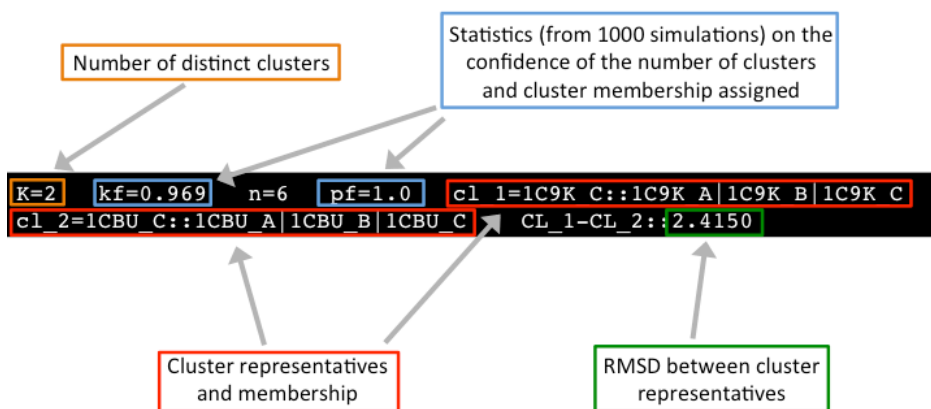 Number of distinct clusters
Statistics (from 1000 simulations) on the
confidence of the number of clusters
and cluster membership assigned
K=2 kf=0.969 n=6 pf=1.0 cl_1=1C9K_C::1C9K_A|1C9K_B|1C9K_C
cl_2=1CBU_C::1CBU_A|1CBU_B|1CBU_C CL_1-CL_2::2.4150
Cluster representatives
and membership
RMSD between cluster
representatives